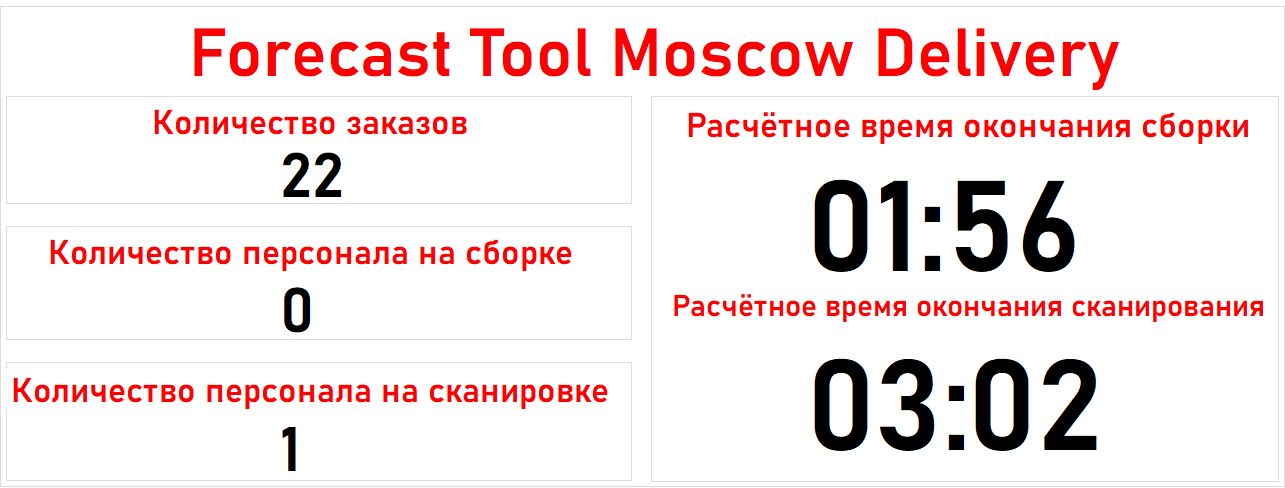 Forecast Tool Moscow Delivery
Количество заказов
22
Количество персонала на сборке
0
Количество персонала на сканировке
1
Расчётное время окончания сборки
01:56
Расчётное время окончания сканирования
03:02